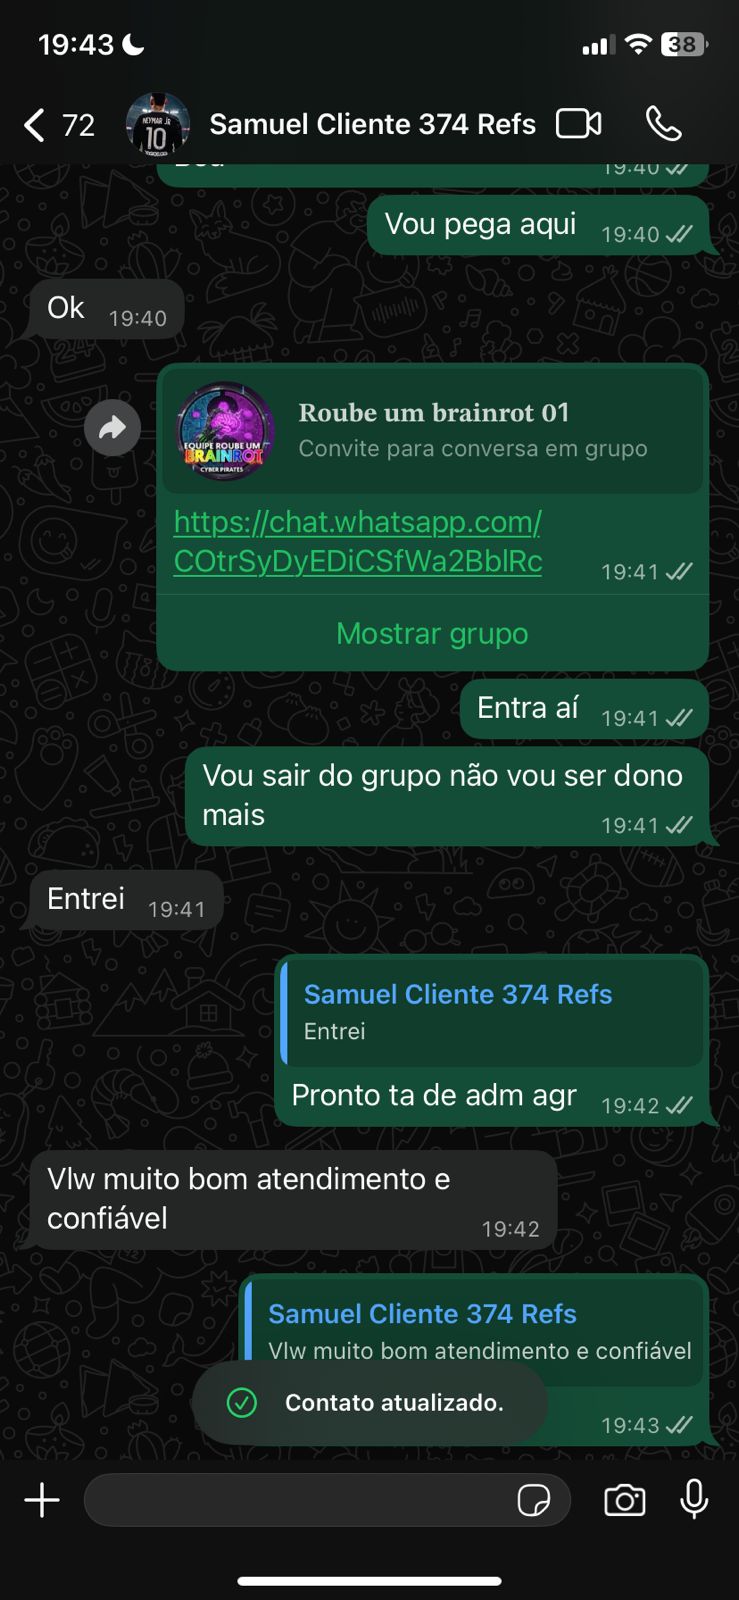 19:43
38
72
NEYMAR JR
10
Samuel Cliente 374 Refs
19:40
Vou pega aqui
19:40
Ok
19:40
EQUIPE ROUBE UM
BRAINROT
CYBER PIRATES
Roube um brainrot 01
Convite para conversa em grupo
https://chat.whatsapp.com/
COtrSyDyEDiCSfWa2BblRc
19:41
Mostrar grupo
Entra aí
19:41
Vou sair do grupo não vou ser dono
mais
19:41
Entrei
19:41
Samuel Cliente 374 Refs
Entrei
Pronto ta de adm agr
19:42
Vlw muito bom atendimento e
confiável
19:42
Samuel Cliente 374 Refs
Vlw muito bom atendimento e confiável
Contato atualizado.
19:43